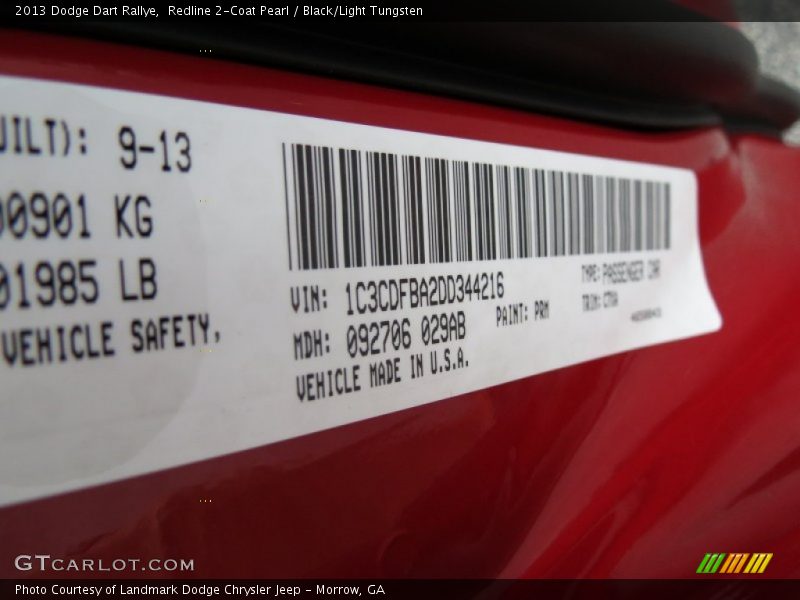 2013 Dodge Dart Rallye,  Redline 2-Coat Pearl / Black/Light Tungsten
UILT): 9-13
00901 KG
01985 LB
VEHICLE SAFETY,
VIN: 1C3CDFBA2DD344216
TYPE: PASSENGER CAR
MDH: 092706 029AB
PAINT: PRM
TRIM:
VEHICLE MADE IN U.S.A.
GTCARLOT.COM
Photo Courtesy of Landmark Dodge Chrysler Jeep - Morrow, GA